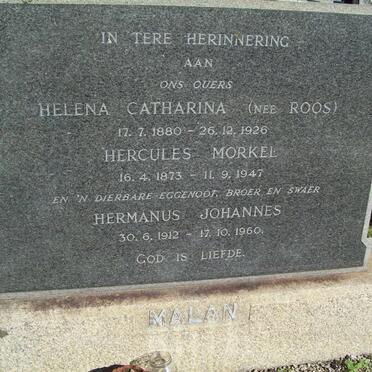 IN TERE HERINNERING
AAN
ONS OUERS
HELENA CATHARINA (NEE ROOS)
17.7.1880 - 26.12.1926
HERCULES MORKEL
16.4.1873 - 11.9.1947
EN 'N DIERBARE EGGENOOT, BROER EN SWAER
HERMANUS JOHANNES
30.6.1912 - 17.10.1960.
GOD IS LIEFDE.
MALAN